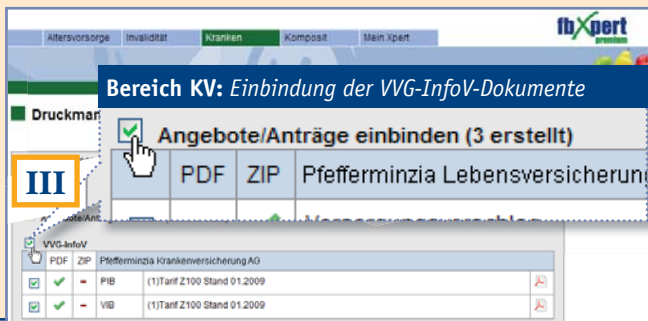 Altersvorsorge Invalidität Kranken Komposit Mein Xpert
fbXpert
premium
Bereich KV: Einbindung der VVG-InfoV-Dokumente
Druckman
Angebote/Anträge einbinden (3 erstellt)
III
PDF ZIP Pfefferminzia Lebensversicherung
VVG-InfoV
PDF ZIP Pfefferminzia Krankenversicherung AG
PIB (1)Tarif Z100 Stand 01.2009
VIB (1)Tarif Z100 Stand 01.2009